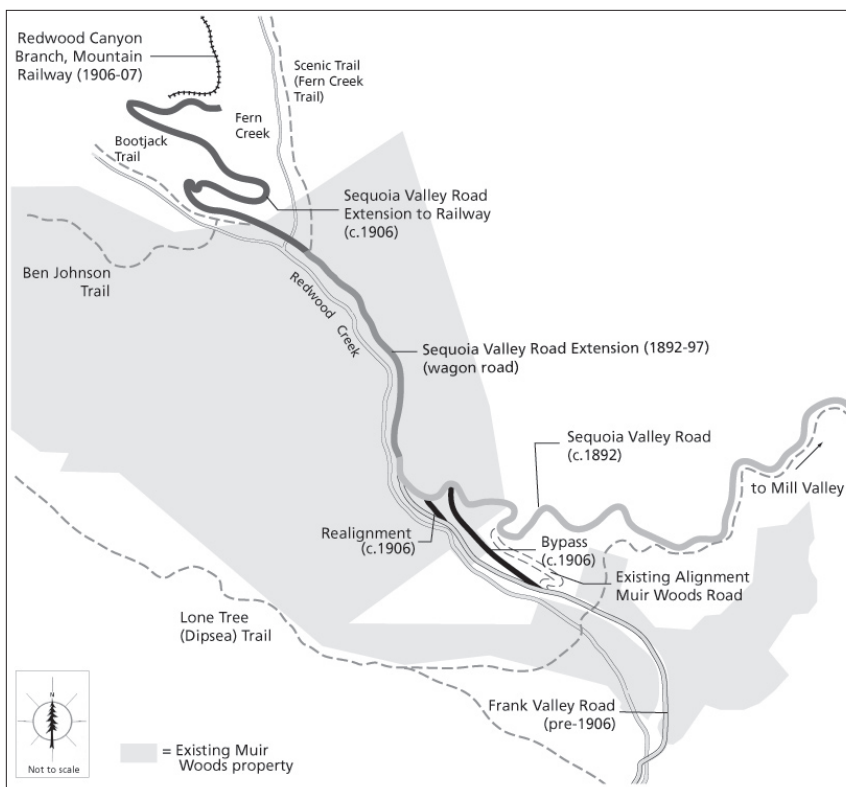 Redwood Canyon
Branch, Mountain
Railway (1906-07)
Scenic Trail
(Fern Creek
Trail)
Fern
Creek
Bootjack
Trail
Sequoia Valley Road
Extension to Railway
(c.1906)
Ben Johnson
Trail
Redwood Creek
Sequoia Valley Road Extension (1892-97)
(wagon road)
Sequoia Valley Road
(c.1892)
to Mill Valley
Realignment
(c.1906)
Bypass
(c.1906)
Existing Alignment
Muir Woods Road
Lone Tree
(Dipsea) Trail
Frank Valley Road
(pre-1906)
N
Not to scale
= Existing Muir
Woods property